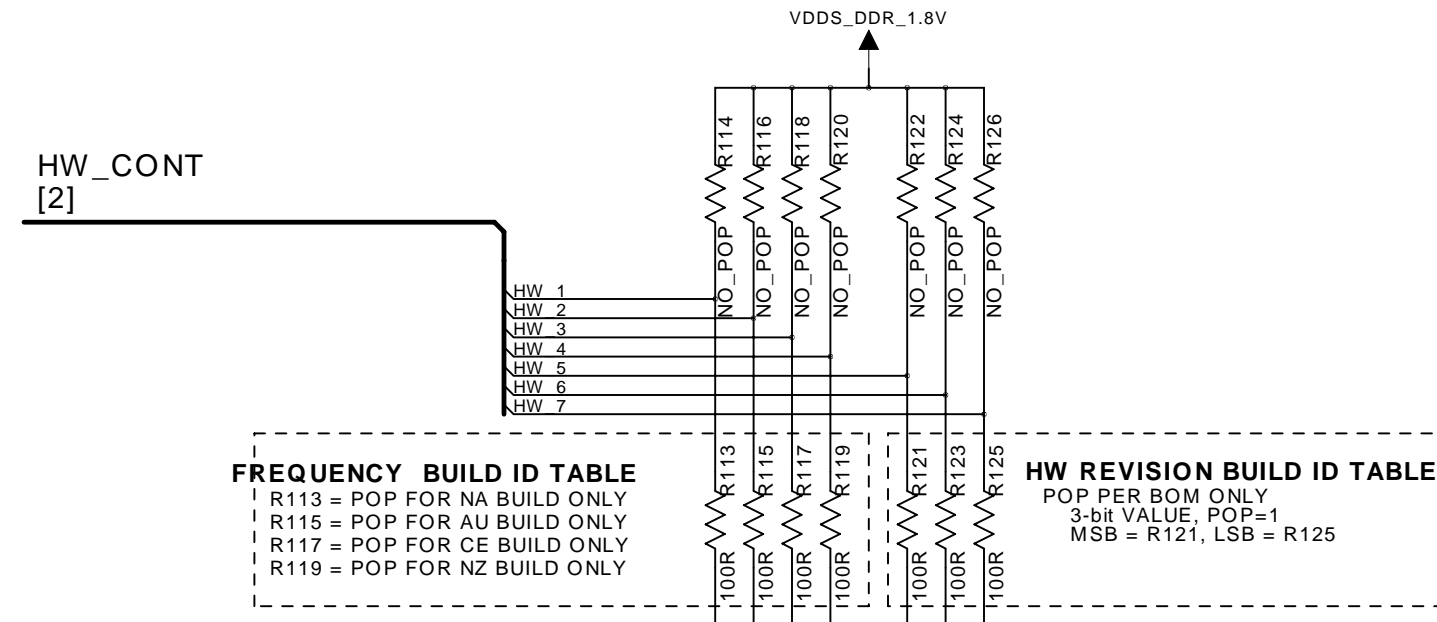 VDDS_DDR_1.8V
HW_CONT
[2]
R114
R116
R118
R120
R122
R124
R126
NO_POP
NO_POP
NO_POP
NO_POP
NO_POP
NO_POP
NO_POP
HW_1
HW_2
HW_3
HW_4
HW_5
HW_6
HW_7
FREQUENCY BUILD ID TABLE
R113 = POP FOR NA BUILD ONLY
R115 = POP FOR AU BUILD ONLY
R117 = POP FOR CE BUILD ONLY
R119 = POP FOR NZ BUILD ONLY
R113
R115
R117
R119
R121
R123
R125
100R
100R
100R
100R
100R
100R
100R
HW REVISION BUILD ID TABLE
POP PER BOM ONLY
3-bit VALUE, POP=1
MSB = R121, LSB = R125